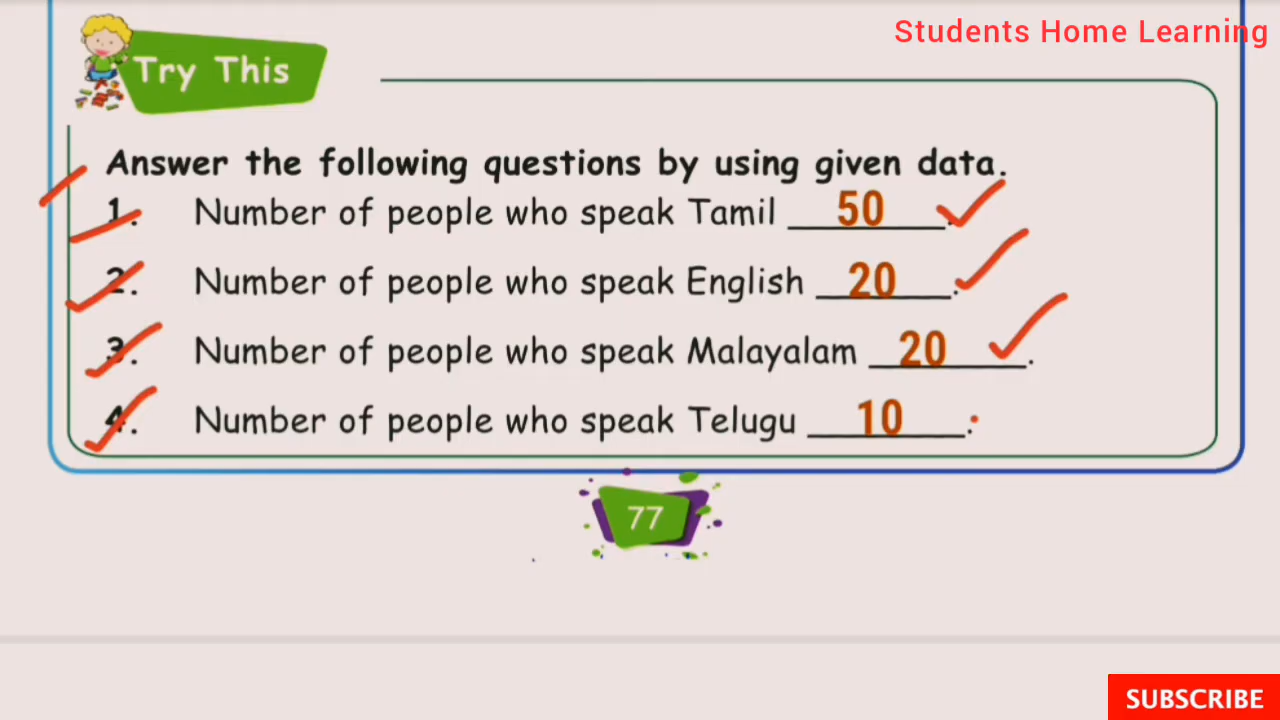 Students Home Learning
Try This
Answer the following questions by using given data.
1. Number of people who speak Tamil 50.
2. Number of people who speak English 20.
3. Number of people who speak Malayalam 20.
4. Number of people who speak Telugu 10.
77
SUBSCRIBE